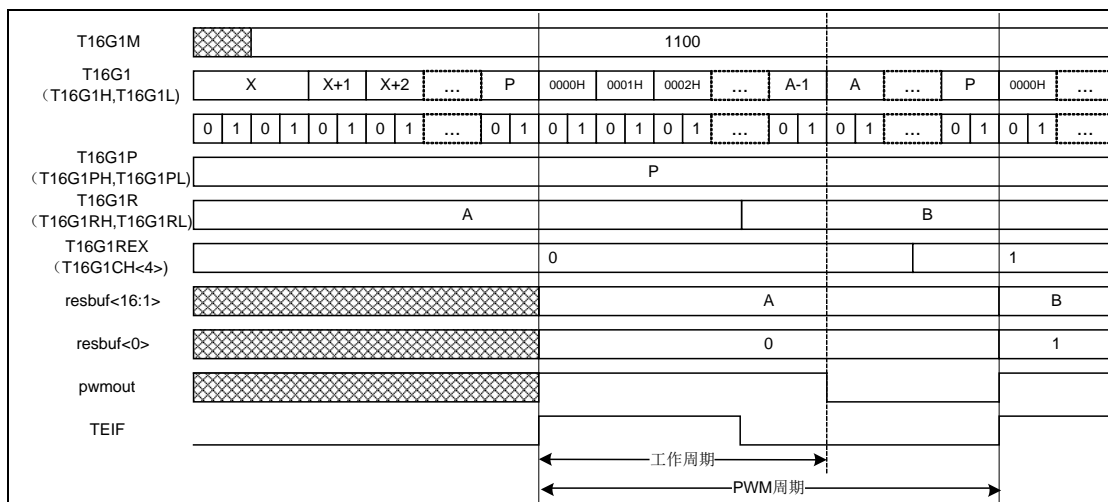 T16G1M 1100
T16G1
（T16G1H,T16G1L） X X+1 X+2 ... P 0000H 0001H 0002H ... A-1 A ... P 0000H ...
0 1 0 1 0 1 0 1 ... 0 1 0 1 0 1 0 1 ... 0 1 0 1 ... 0 1 0 1 ...
T16G1P
（T16G1PH,T16G1PL） P
T16G1R
（T16G1RH,T16G1RL） A B
T16G1REX
（T16G1CH<4>） 0 1
resbuf<16:1> A B
resbuf<0> 0 1
pwmout
TEIF
工作周期
PWM周期